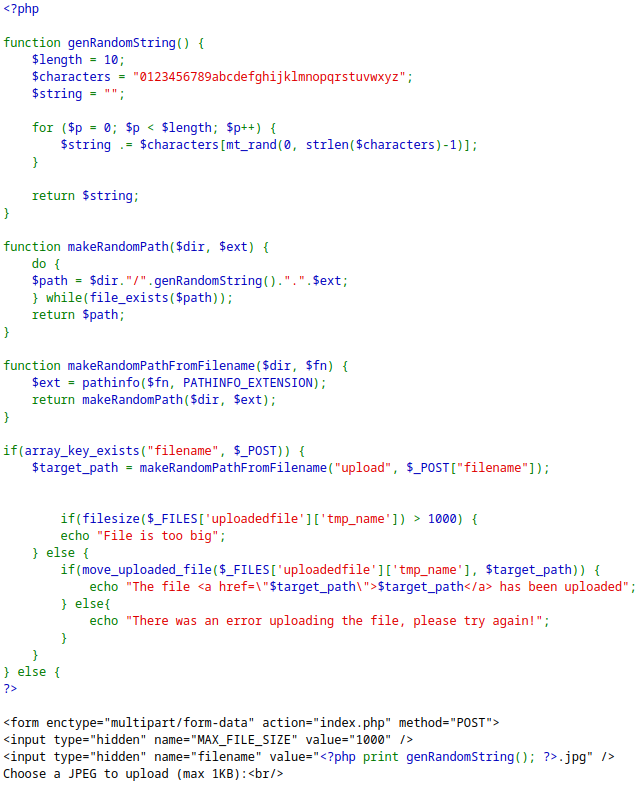 <?php

function genRandomString() {
    $length = 10;
    $characters = "0123456789abcdefghijklmnopqrstuvwxyz";
    $string = "";

    for ($p = 0; $p < $length; $p++) {
        $string .= $characters[mt_rand(0, strlen($characters)-1)];
    }

    return $string;
}

function makeRandomPath($dir, $ext) {
    do {
    $path = $dir."/".genRandomString().".".$ext;
    } while(file_exists($path));
    return $path;
}

function makeRandomPathFromFilename($dir, $fn) {
    $ext = pathinfo($fn, PATHINFO_EXTENSION);
    return makeRandomPath($dir, $ext);
}

if(array_key_exists("filename", $_POST)) {
    $target_path = makeRandomPathFromFilename("upload", $_POST["filename"]);


        if(filesize($_FILES['uploadedfile']['tmp_name']) > 1000) {
        echo "File is too big";
    } else {
        if(move_uploaded_file($_FILES['uploadedfile']['tmp_name'], $target_path)) {
            echo "The file <a href=\"$target_path\">$target_path</a> has been uploaded";
        } else{
            echo "There was an error uploading the file, please try again!";
        }
    }
} else {
?>

<form enctype="multipart/form-data" action="index.php" method="POST">
<input type="hidden" name="MAX_FILE_SIZE" value="1000" />
<input type="hidden" name="filename" value="<?php print genRandomString(); ?>.jpg" />
Choose a JPEG to upload (max 1KB):<br/>